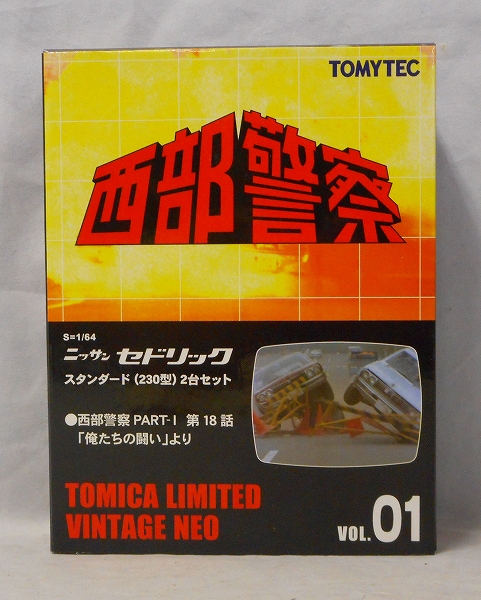 TOMYTEC
西部警察
S=1/64
ニッサン セドリック
スタンダード (230型) 2台セット
●西部警察 PART-I 第18話
「俺たちの闘い」より
TOMICA LIMITED
VINTAGE NEO
VOL.01